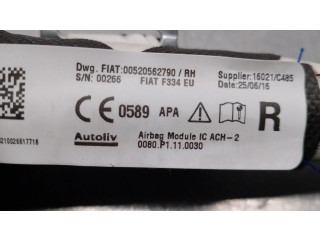 Dwg. FIAT:00520562790 / RH
Supplier:16021/C485
S/N: 00266 FIAT F334 EU
Date:25/06/16
CE 0589 APA
R
Autoliv
Airbag Module IC ACH-2
0080.P1.11.0030